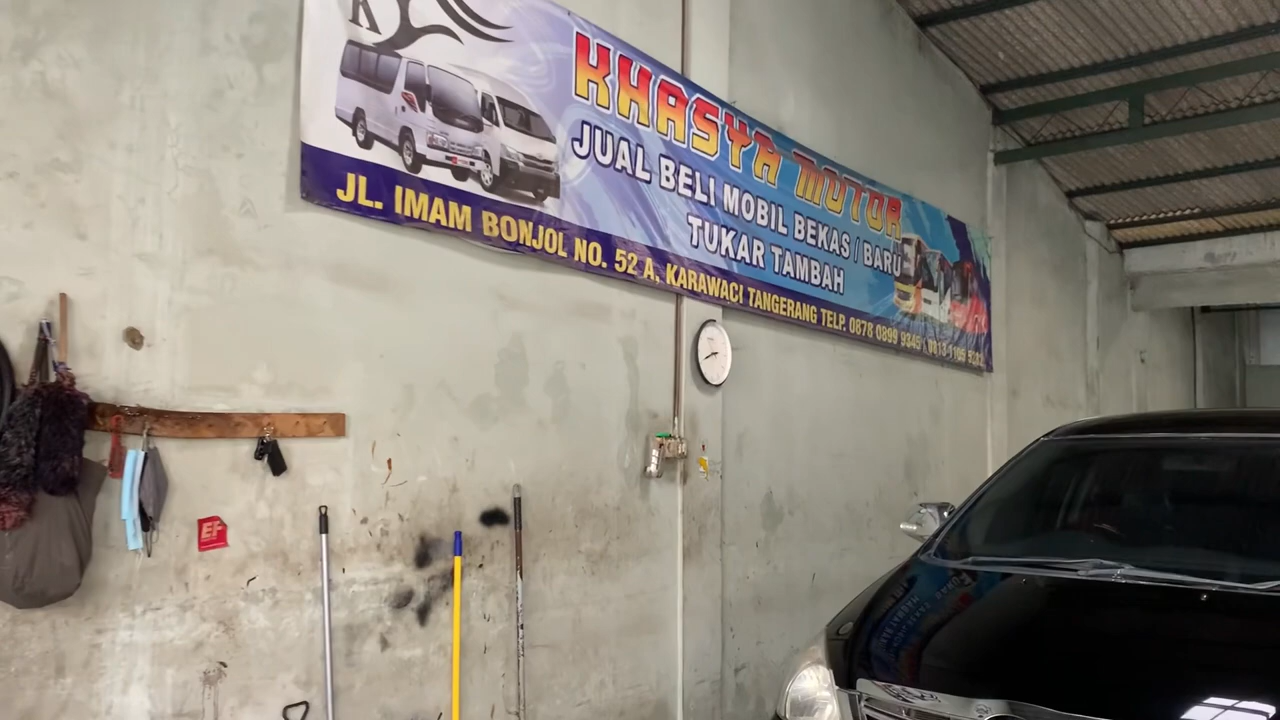 K
KHASYA MOTOR
JUAL BELI MOBIL BEKAS / BARU
TUKAR TAMBAH
JL. IMAM BONJOL NO. 52 A, KARAWACI TANGERANG TELP. 0878 0899 9345
EF